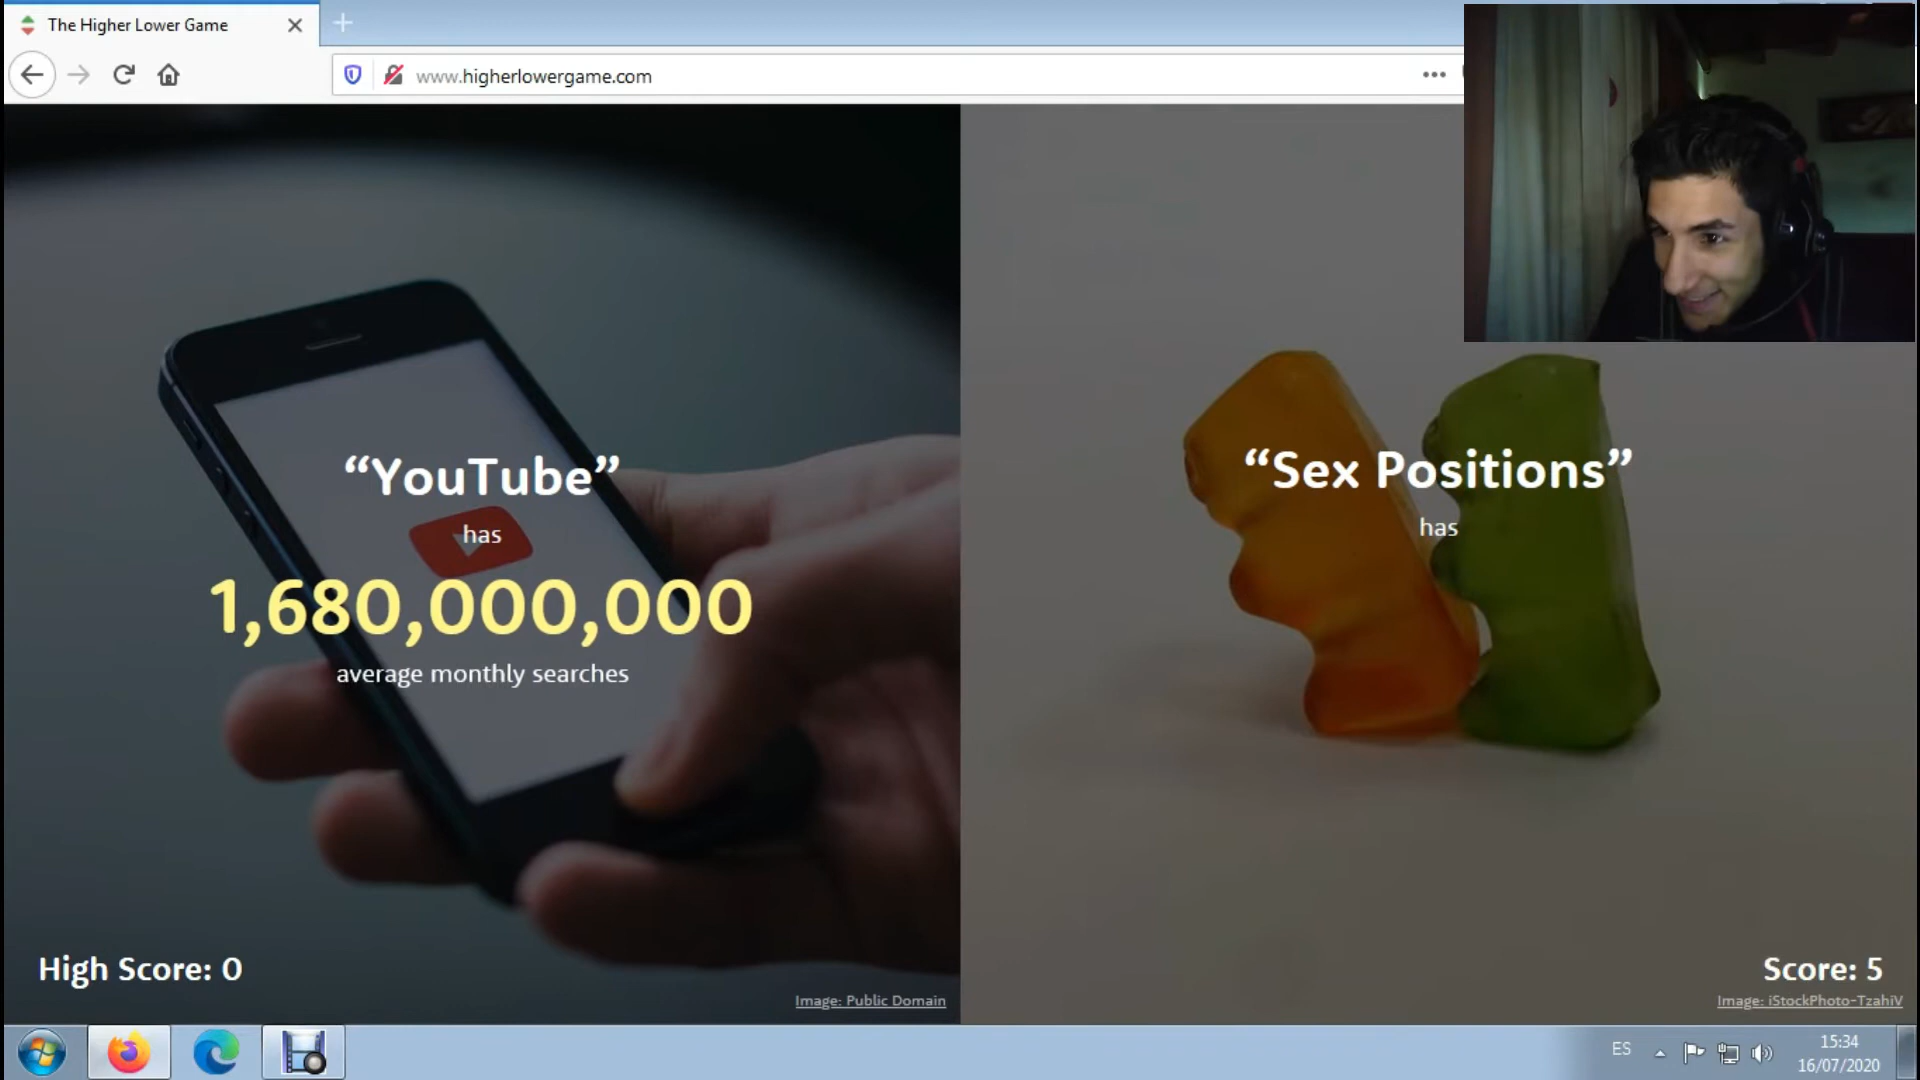 The Higher Lower Game
www.higherlowergame.com
“YouTube”
has
1,680,000,000
average monthly searches
“Sex Positions”
has
High Score: 0
Score: 5
Image: Public Domain
Image: iStockPhoto-TzahiV
ES
15:34
16/07/2020